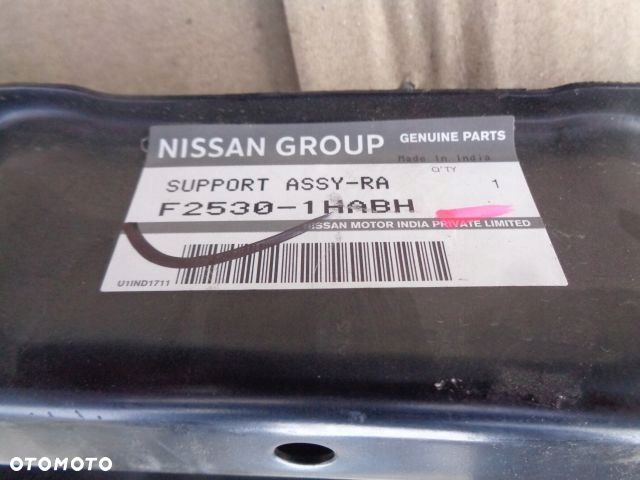 NISSAN GROUP GENUINE PARTS
Made in India
Q'TY
SUPPORT ASSY-RA 1
F2530-1HABH
NISSAN MOTOR INDIA PRIVATE LIMITED
U1IND1711
OTOMOTO